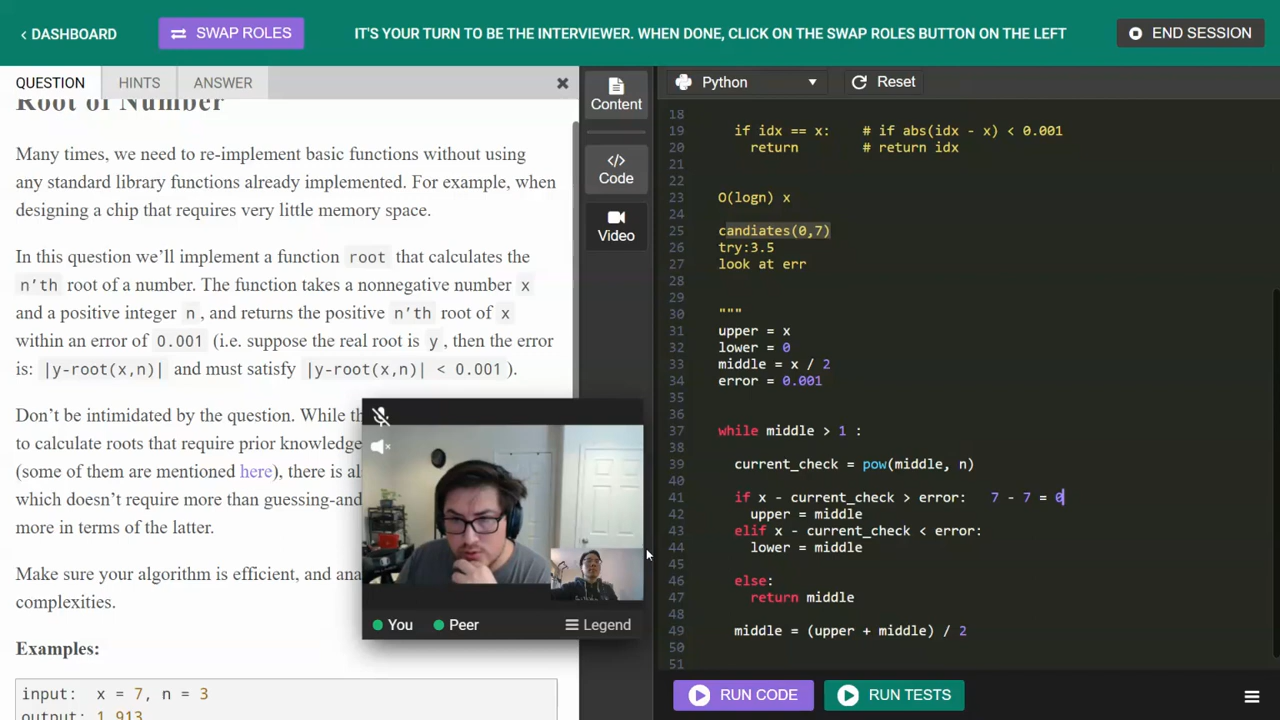 DASHBOARD
SWAP ROLES
IT'S YOUR TURN TO BE THE INTERVIEWER. WHEN DONE, CLICK ON THE SWAP ROLES BUTTON ON THE LEFT
END SESSION
QUESTION
HINTS
ANSWER
Root of Number
Many times, we need to re-implement basic functions without using
any standard library functions already implemented. For example, when
designing a chip that requires very little memory space.
In this question we'll implement a function root that calculates the
n'th root of a number. The function takes a nonnegative number x
and a positive integer n, and returns the positive n'th root of x
within an error of 0.001 (i.e. suppose the real root is y, then the error
is: |y-root(x,n)| and must satisfy |y-root(x,n)| < 0.001).
Don't be intimidated by the question. While th
to calculate roots that require prior knowledge
(some of them are mentioned here), there is al
which doesn't require more than guessing-and
more in terms of the latter.
Make sure your algorithm is efficient, and ana
complexities.
Examples:
input: x = 7, n = 3
output: 1.913
You
Peer
Legend
Content
Code
Video
Python
Reset
18
19 if idx == x: # if abs(idx - x) < 0.001
20 return # return idx
21
22
23 O(logn) x
24
25 candiates(0,7)
26 try:3.5
27 look at err
28
29
30 """
31 upper = x
32 lower = 0
33 middle = x / 2
34 error = 0.001
35
36
37 while middle > 1 :
38
39 current_check = pow(middle, n)
40
41 if x - current_check > error: 7 - 7 = 0
42 upper = middle
43 elif x - current_check < error:
44 lower = middle
45
46 else:
47 return middle
48
49 middle = (upper + middle) / 2
50
51
RUN CODE
RUN TESTS